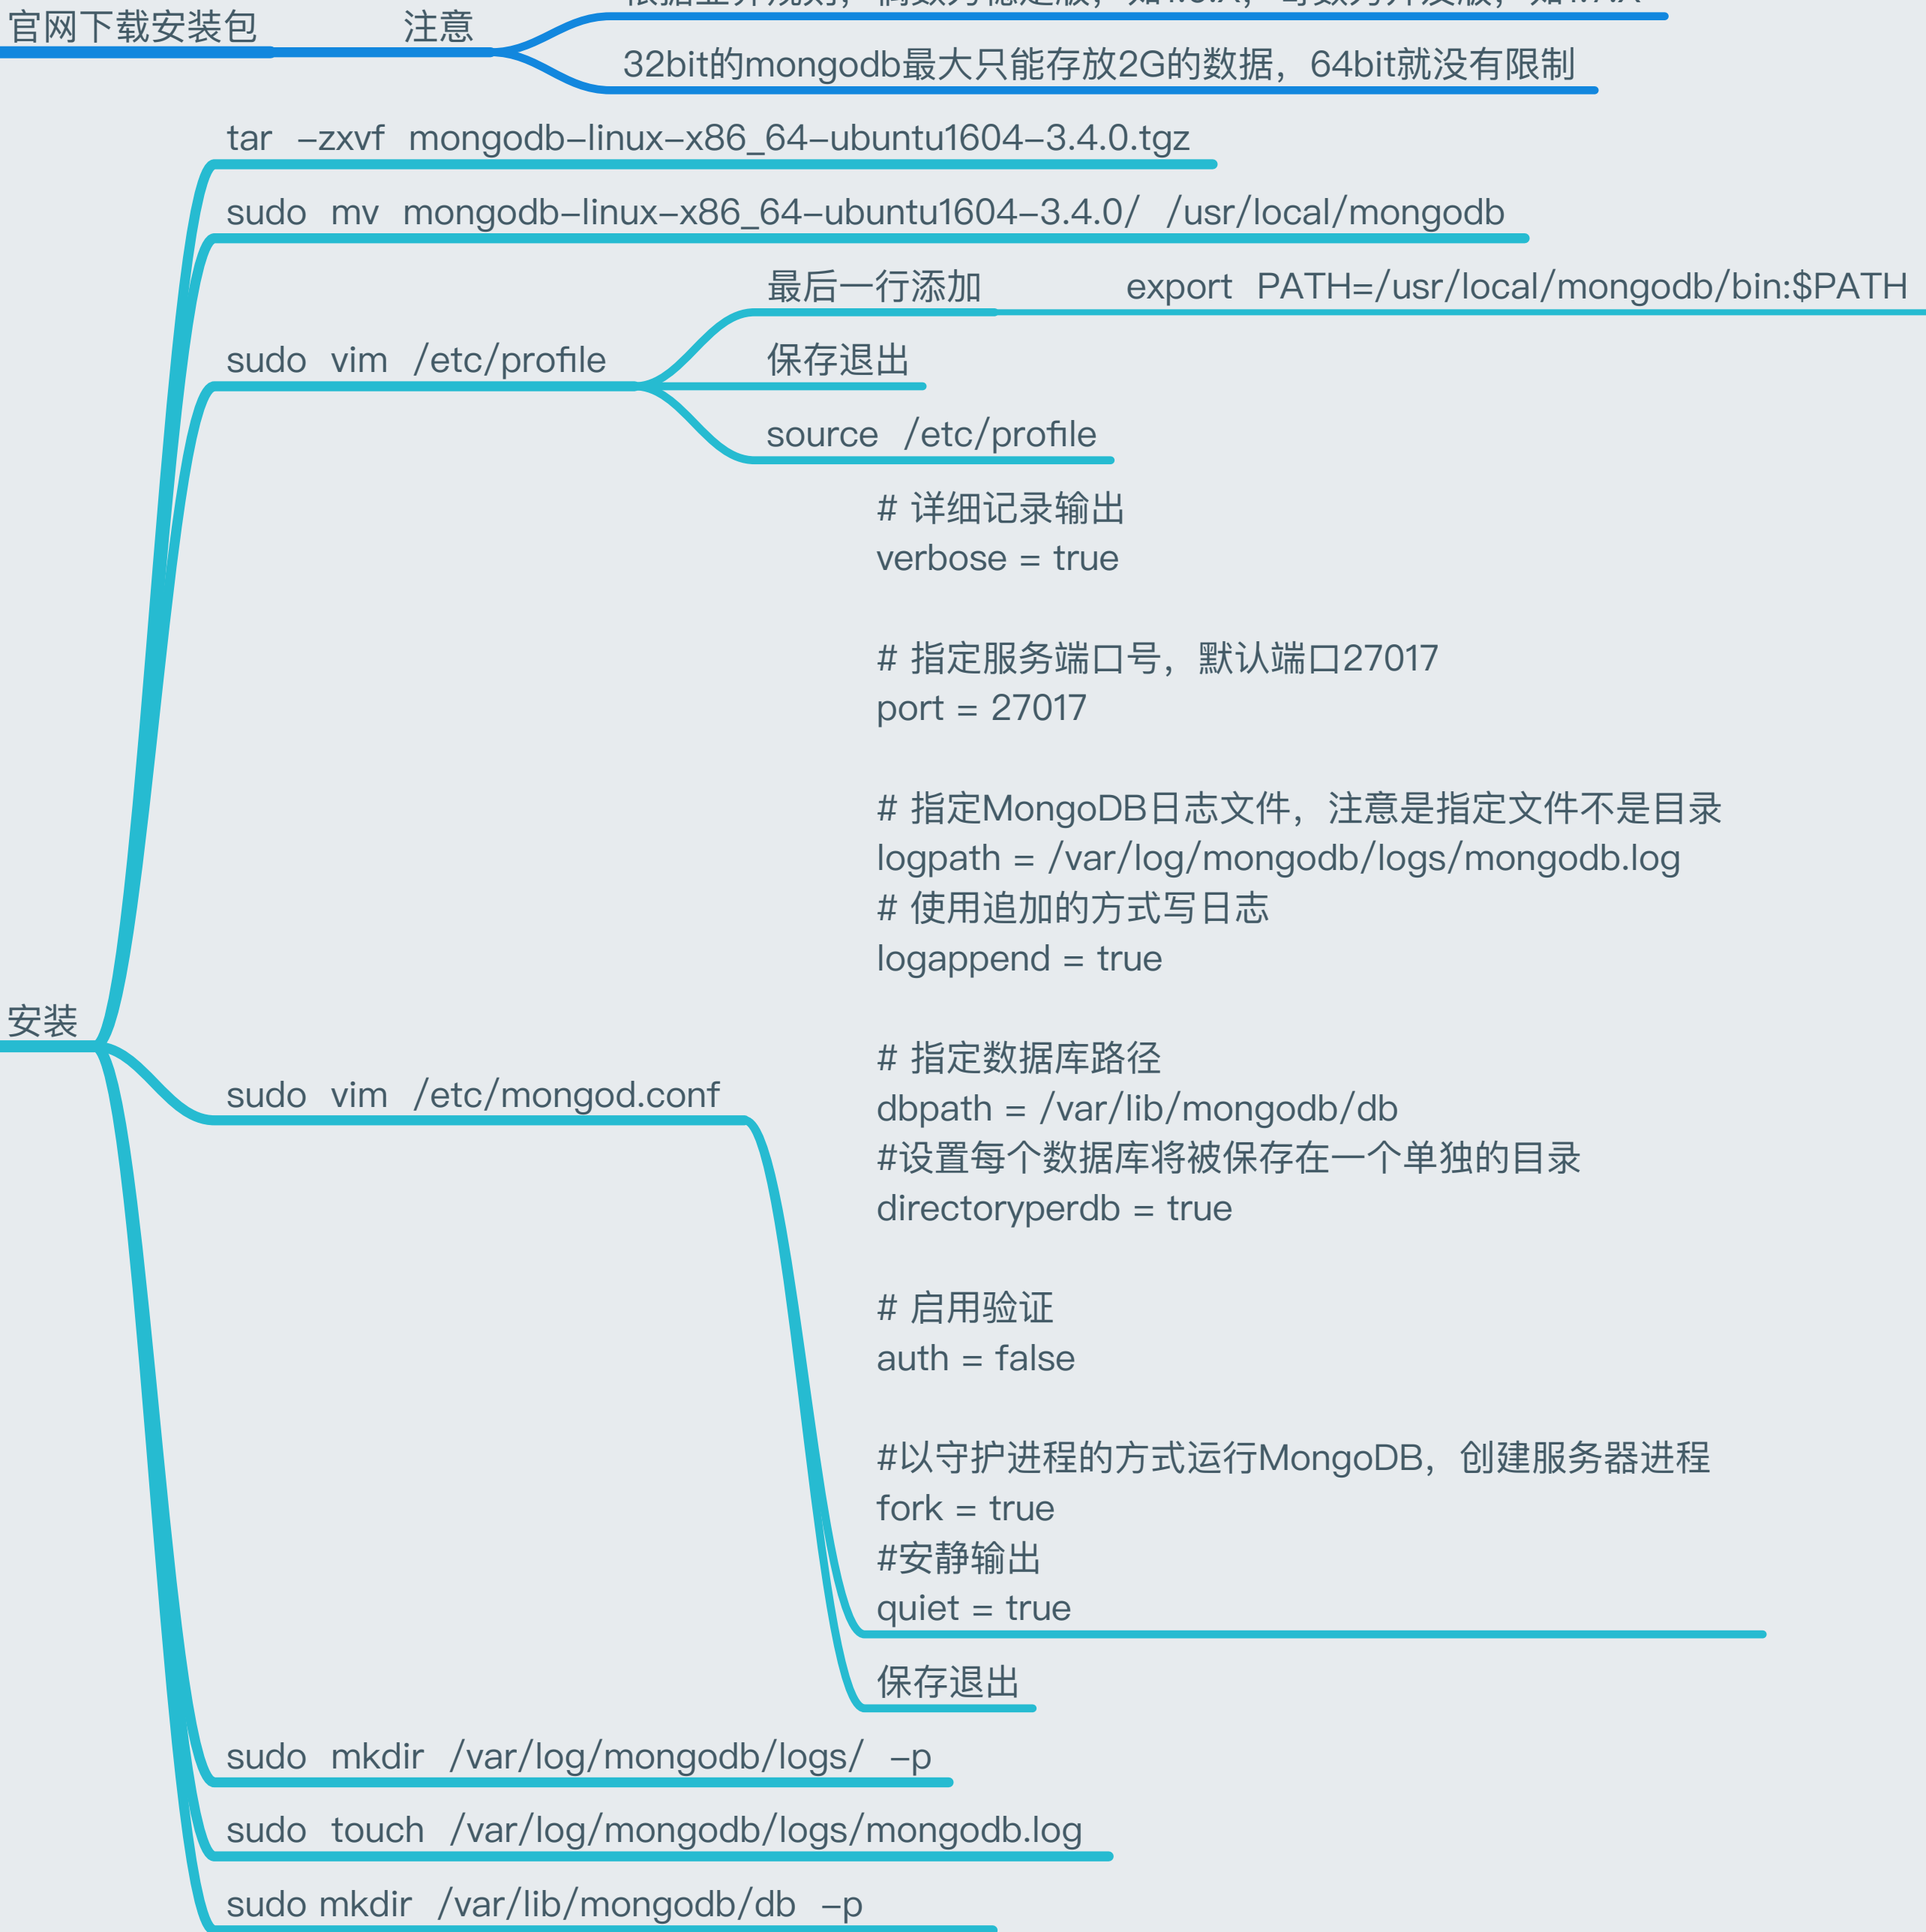 官网下载安装包
注意
32bit的mongodb最大只能存放2G的数据，64bit就没有限制
tar -zxvf mongodb-linux-x86_64-ubuntu1604-3.4.0.tgz
sudo mv mongodb-linux-x86_64-ubuntu1604-3.4.0/ /usr/local/mongodb
sudo vim /etc/profile
最后一行添加
export PATH=/usr/local/mongodb/bin:$PATH
保存退出
source /etc/profile
安装
sudo vim /etc/mongod.conf
# 详细记录输出
verbose = true
# 指定服务端口号，默认端口27017
port = 27017
# 指定MongoDB日志文件，注意是指定文件不是目录
logpath = /var/log/mongodb/logs/mongodb.log
# 使用追加的方式写日志
logappend = true
# 指定数据库路径
dbpath = /var/lib/mongodb/db
#设置每个数据库将被保存在一个单独的目录
directoryperdb = true
# 启用验证
auth = false
#以守护进程的方式运行MongoDB，创建服务器进程
fork = true
#安静输出
quiet = true
保存退出
sudo mkdir /var/log/mongodb/logs/ -p
sudo touch /var/log/mongodb/logs/mongodb.log
sudo mkdir /var/lib/mongodb/db -p